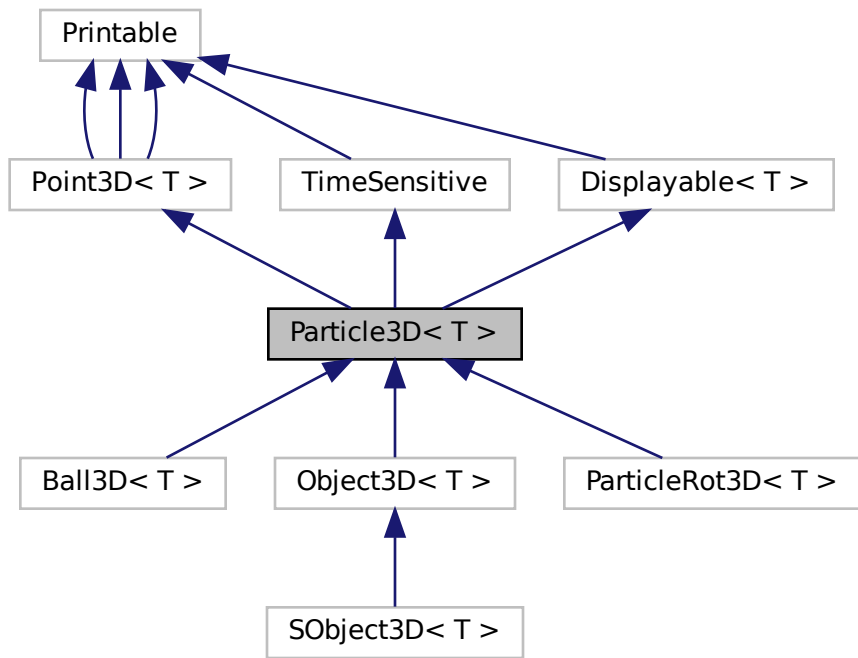 Printable
Point3D< T >
TimeSensitive
Displayable< T >
Particle3D< T >
Ball3D< T >
Object3D< T >
ParticleRot3D< T >
SObject3D< T >